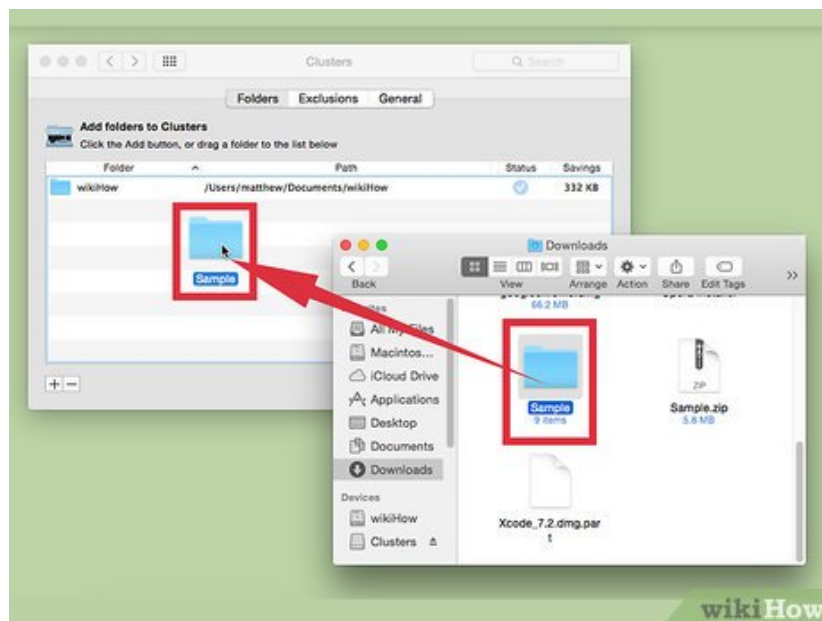 Clusters
Search
Folders Exclusions General
Add folders to Clusters
Click the Add button, or drag a folder to the list below
Folder Path Status Savings
wikiHow /Users/matthew/Documents/wikiHow 332 KB
Sample
Downloads
Back View Arrange Action Share Edit Tags
66.2 MB
All My Files
Macintos...
iCloud Drive
Applications
Desktop
Documents
Downloads
Devices
wikiHow
Clusters
Sample
9 items
ZIP
Sample.zip
5.8 MB
Xcode_7.2.dmg.par
t
wikiHow